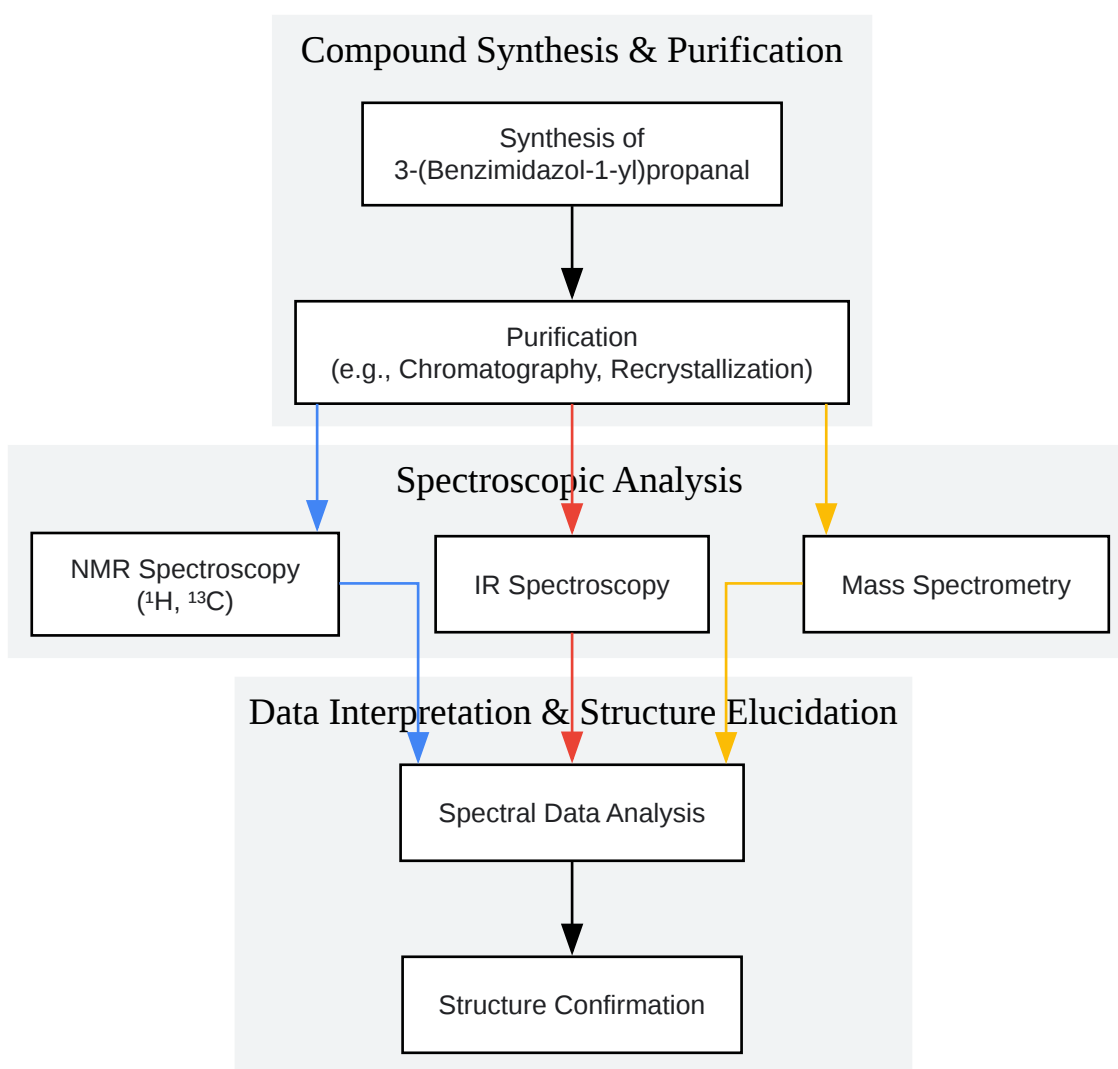 Compound Synthesis & Purification
Synthesis of
3-(Benzimidazol-1-yl)propanal
Purification
(e.g., Chromatography, Recrystallization)
Spectroscopic Analysis
NMR Spectroscopy
(¹H, ¹³C)
IR Spectroscopy
Mass Spectrometry
Data Interpretation & Structure Elucidation
Spectral Data Analysis
Structure Confirmation